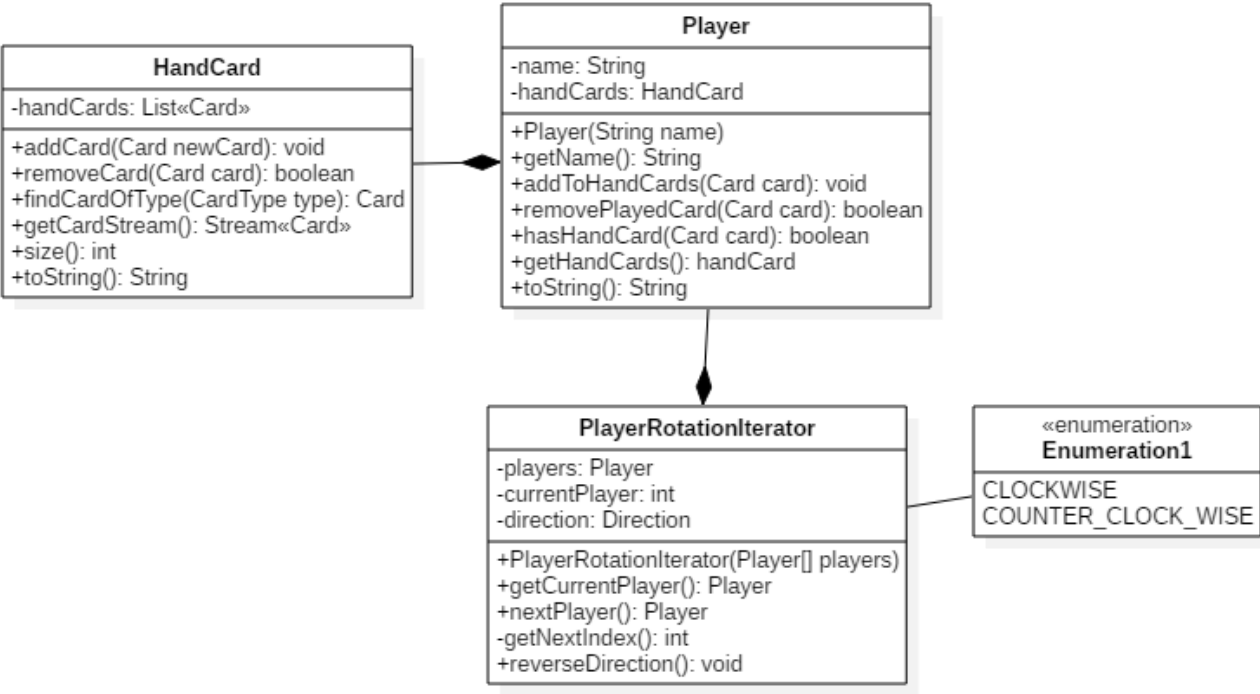 HandCard
-handCards: List«Card»
+addCard(Card newCard): void
+removeCard(Card card): boolean
+findCardOfType(CardType type): Card
+getCardStream(): Stream«Card»
+size(): int
+toString(): String
Player
-name: String
-handCards: HandCard
+Player(String name)
+getName(): String
+addToHandCards(Card card): void
+removePlayedCard(Card card): boolean
+hasHandCard(Card card): boolean
+getHandCards(): handCard
+toString(): String
PlayerRotationIterator
-players: Player
-currentPlayer: int
-direction: Direction
+PlayerRotationIterator(Player[] players)
+getCurrentPlayer(): Player
+nextPlayer(): Player
-getNextIndex(): int
+reverseDirection(): void
«enumeration»
Enumeration1
CLOCKWISE
COUNTER_CLOCK_WISE